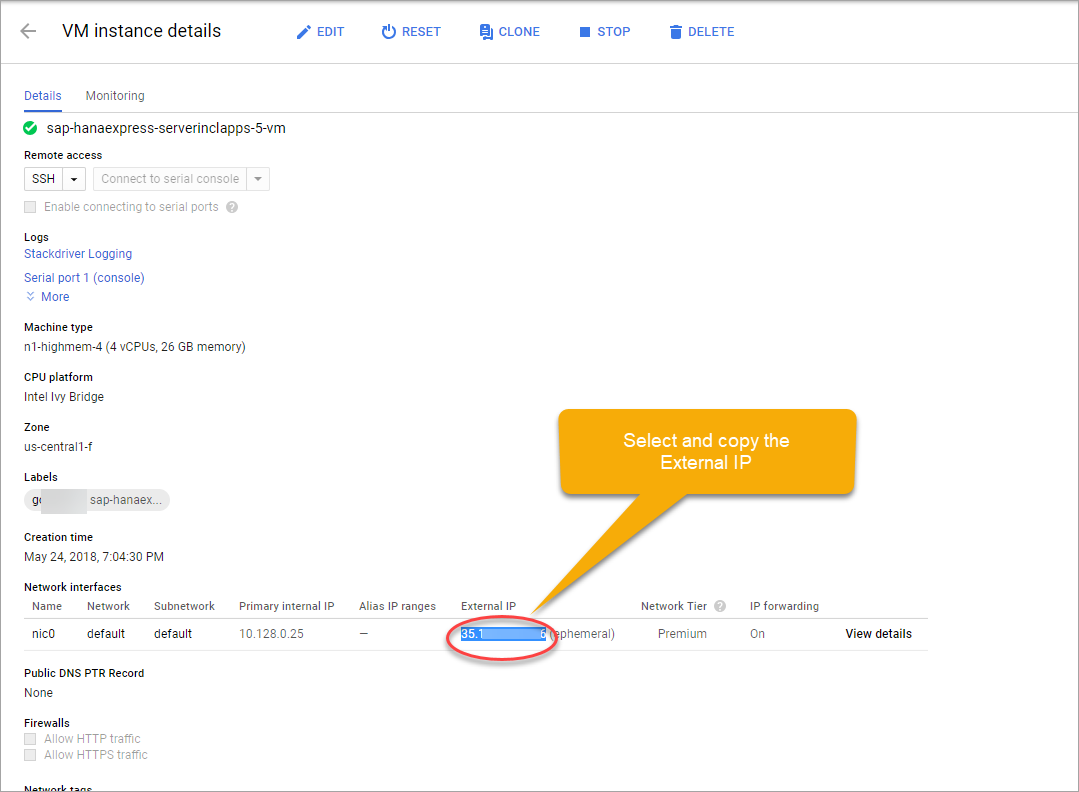 VM instance details EDIT RESET CLONE STOP DELETE
Details Monitoring
sap-hanaexpress-serverinclapps-5-vm
Remote access
SSH Connect to serial console
Enable connecting to serial ports ?
Logs
Stackdriver Logging
Serial port 1 (console)
More
Machine type
n1-highmem-4 (4 vCPUs, 26 GB memory)
CPU platform
Intel Ivy Bridge
Zone
us-central1-f
Select and copy the
External IP
Labels
sap-hanaex...
Creation time
May 24, 2018, 7:04:30 PM
Network interfaces
Name Network Subnetwork Primary internal IP Alias IP ranges External IP Network Tier ? IP forwarding
nic0 default default 10.128.0.25 — 35.1 6 (ephemeral) Premium On View details
Public DNS PTR Record
None
Firewalls
Allow HTTP traffic
Allow HTTPS traffic
Network tags